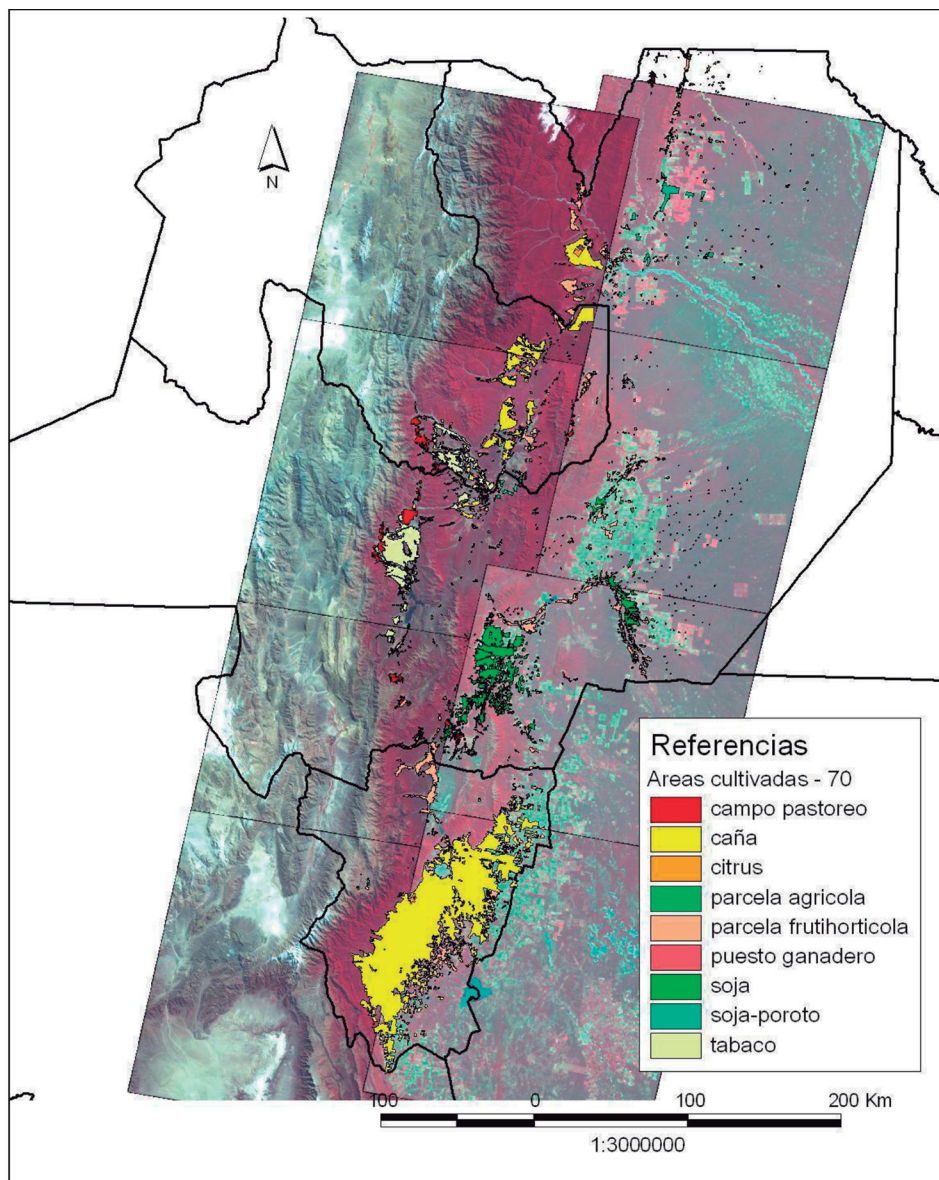 N
Referencias
Areas cultivadas - 70
campo pastoreo
caña
citrus
parcela agricola
parcela frutihorticola
puesto ganadero
soja
soja-poroto
tabaco
100 0 100 200 Km
1:3000000